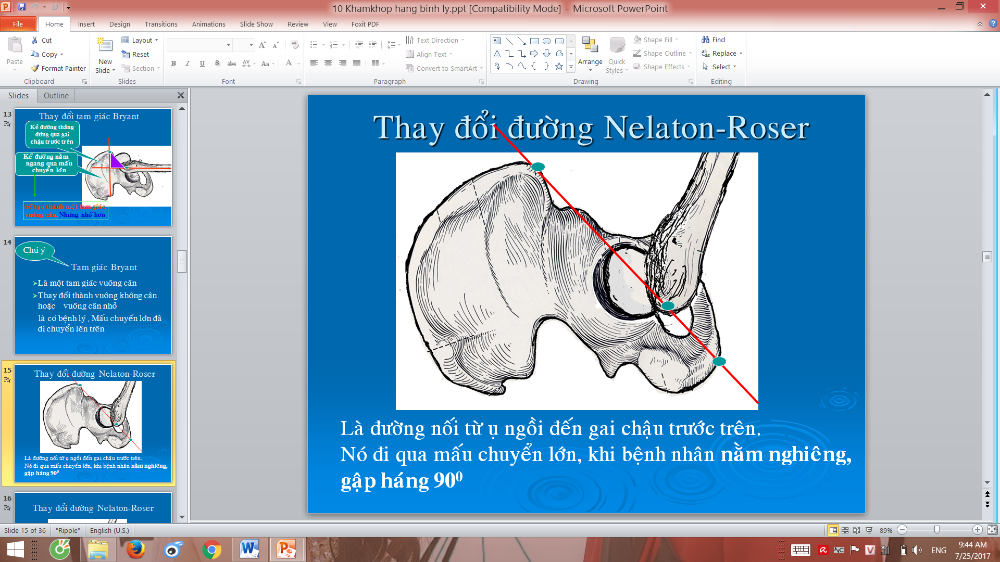 10 Khamkhop hang binh ly.ppt [Compatibility Mode] - Microsoft PowerPoint
File Home Insert Design Transitions Animations Slide Show Review View Foxit PDF
Paste
Cut
Copy
Format Painter
Clipboard
New Slide
Layout
Reset
Section
Slides
Font
Text Direction
Align Text
Convert to SmartArt
Paragraph
Arrange
Quick Styles
Shape Fill
Shape Outline
Shape Effects
Drawing
Find
Replace
Select
Editing
Slides Outline
13
Thay đổi tam giác Bryant
Kẻ đường thẳng
đứng qua gai
chậu trước trên
Kẻ đường nằm
ngang qua mấu
chuyển lớn
Sẽ tạo thành một tam giác
vuông cân. Nhưng nhỏ hơn
14
Chú ý
Tam giác Bryant
Là một tam giác vuông cân
Thay đổi thành vuông không cân
hoặc vuông cân nhỏ
là có bệnh lý . Mấu chuyển lớn đã
di chuyển lên trên
15
Thay đổi đường Nelaton-Roser
Là đường nối từ ụ ngồi đến gai chậu trước trên.
Nó đi qua mấu chuyển lớn, khi bệnh nhân nằm nghiêng,
gập háng 90⁰
16
Thay đổi đường Nelaton-Roser
Thay đổi đường Nelaton-Roser
Là đường nối từ ụ ngồi đến gai chậu trước trên.
Nó đi qua mấu chuyển lớn, khi bệnh nhân nằm nghiêng,
gập háng 90⁰
Slide 15 of 36 "Ripple" English (U.S.) 89%
ENG
9:44 AM
7/25/2017